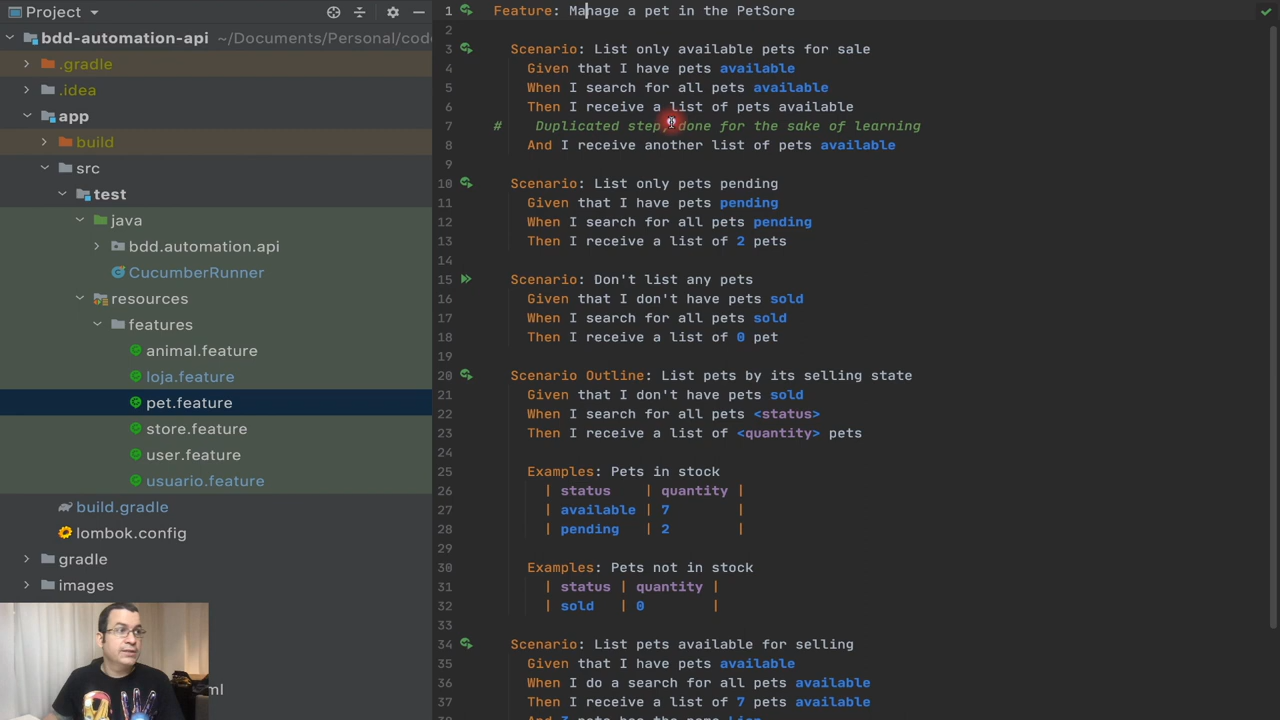 Project
bdd-automation-api ~/Documents/Personal/cod
.gradle
.idea
app
build
src
test
java
bdd.automation.api
CucumberRunner
resources
features
animal.feature
loja.feature
pet.feature
store.feature
user.feature
usuario.feature
build.gradle
lombok.config
gradle
images
ml
1 Feature: Manage a pet in the PetSore
2
3 Scenario: List only available pets for sale
4 Given that I have pets available
5 When I search for all pets available
6 Then I receive a list of pets available
7 # Duplicated step, done for the sake of learning
8 And I receive another list of pets available
9
10 Scenario: List only pets pending
11 Given that I have pets pending
12 When I search for all pets pending
13 Then I receive a list of 2 pets
14
15 Scenario: Don't list any pets
16 Given that I don't have pets sold
17 When I search for all pets sold
18 Then I receive a list of 0 pet
19
20 Scenario Outline: List pets by its selling state
21 Given that I don't have pets sold
22 When I search for all pets <status>
23 Then I receive a list of <quantity> pets
24
25 Examples: Pets in stock
26 | status | quantity |
27 | available | 7 |
28 | pending | 2 |
29
30 Examples: Pets not in stock
31 | status | quantity |
32 | sold | 0 |
33
34 Scenario: List pets available for selling
35 Given that I have pets available
36 When I do a search for all pets available
37 Then I receive a list of 7 pets available
38 And 3 pets has the name Lion